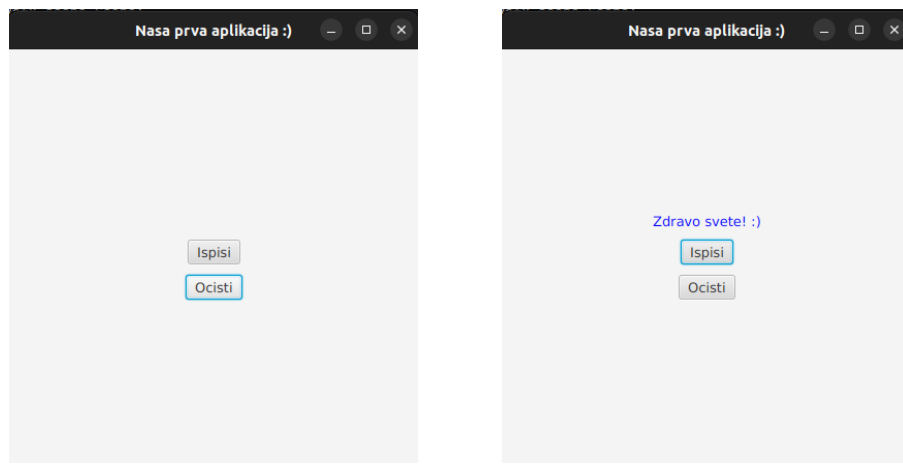 Nasa prva aplikacija :)
Ispisi
Ocisti
Nasa prva aplikacija :)
Zdravo svete! :)
Ispisi
Ocisti